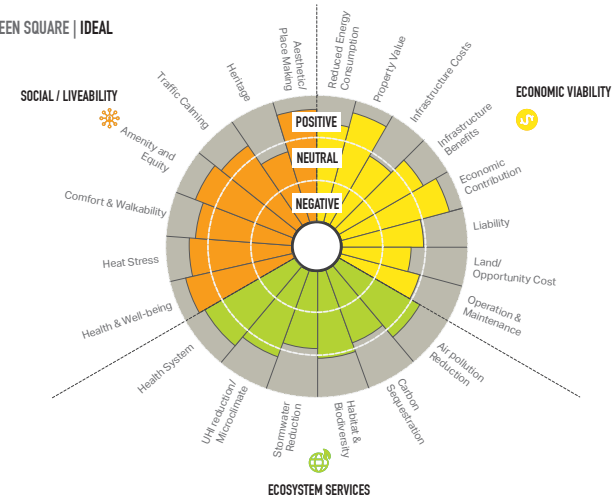 EEN SQUARE | IDEAL
SOCIAL / LIVEABILITY
ECONOMIC VIABILITY
Aesthetic/
Place Making
Reduced Energy
Consumption
Property Value
Infrastructure Costs
Infrastructure
Benefits
Economic
Contribution
Liability
Land/
Opportunity Cost
Operation &
Maintenance
Air pollution
Reduction
Carbon
Sequestration
Habitat &
Biodiversity
Stormwater
Reduction
UHI reduction/
Microclimate
Health System
Health & Well-being
Heat Stress
Comfort & Walkability
Amenity and
Equity
Traffic Calming
Heritage
POSITIVE
NEUTRAL
NEGATIVE
ECOSYSTEM SERVICES